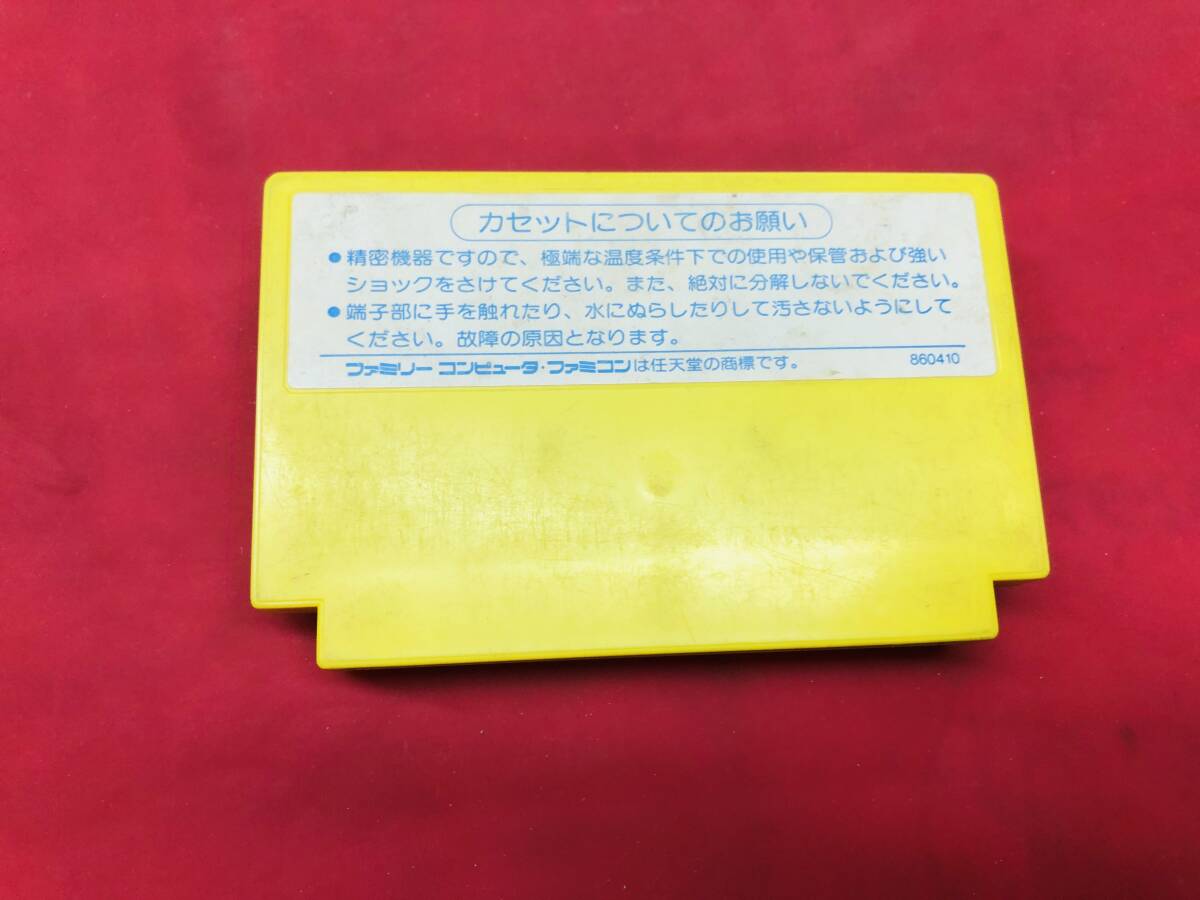 カセットについてのお願い
●精密機器ですので、極端な温度条件下での使用や保管および強い
ショックをさけてください。また、絶対に分解しないでください。
●端子部に手を触れたり、水にぬらしたりして汚さないようにして
ください。故障の原因となります。
ファミリー コンピュータ・ファミコンは任天堂の商標です。 860410